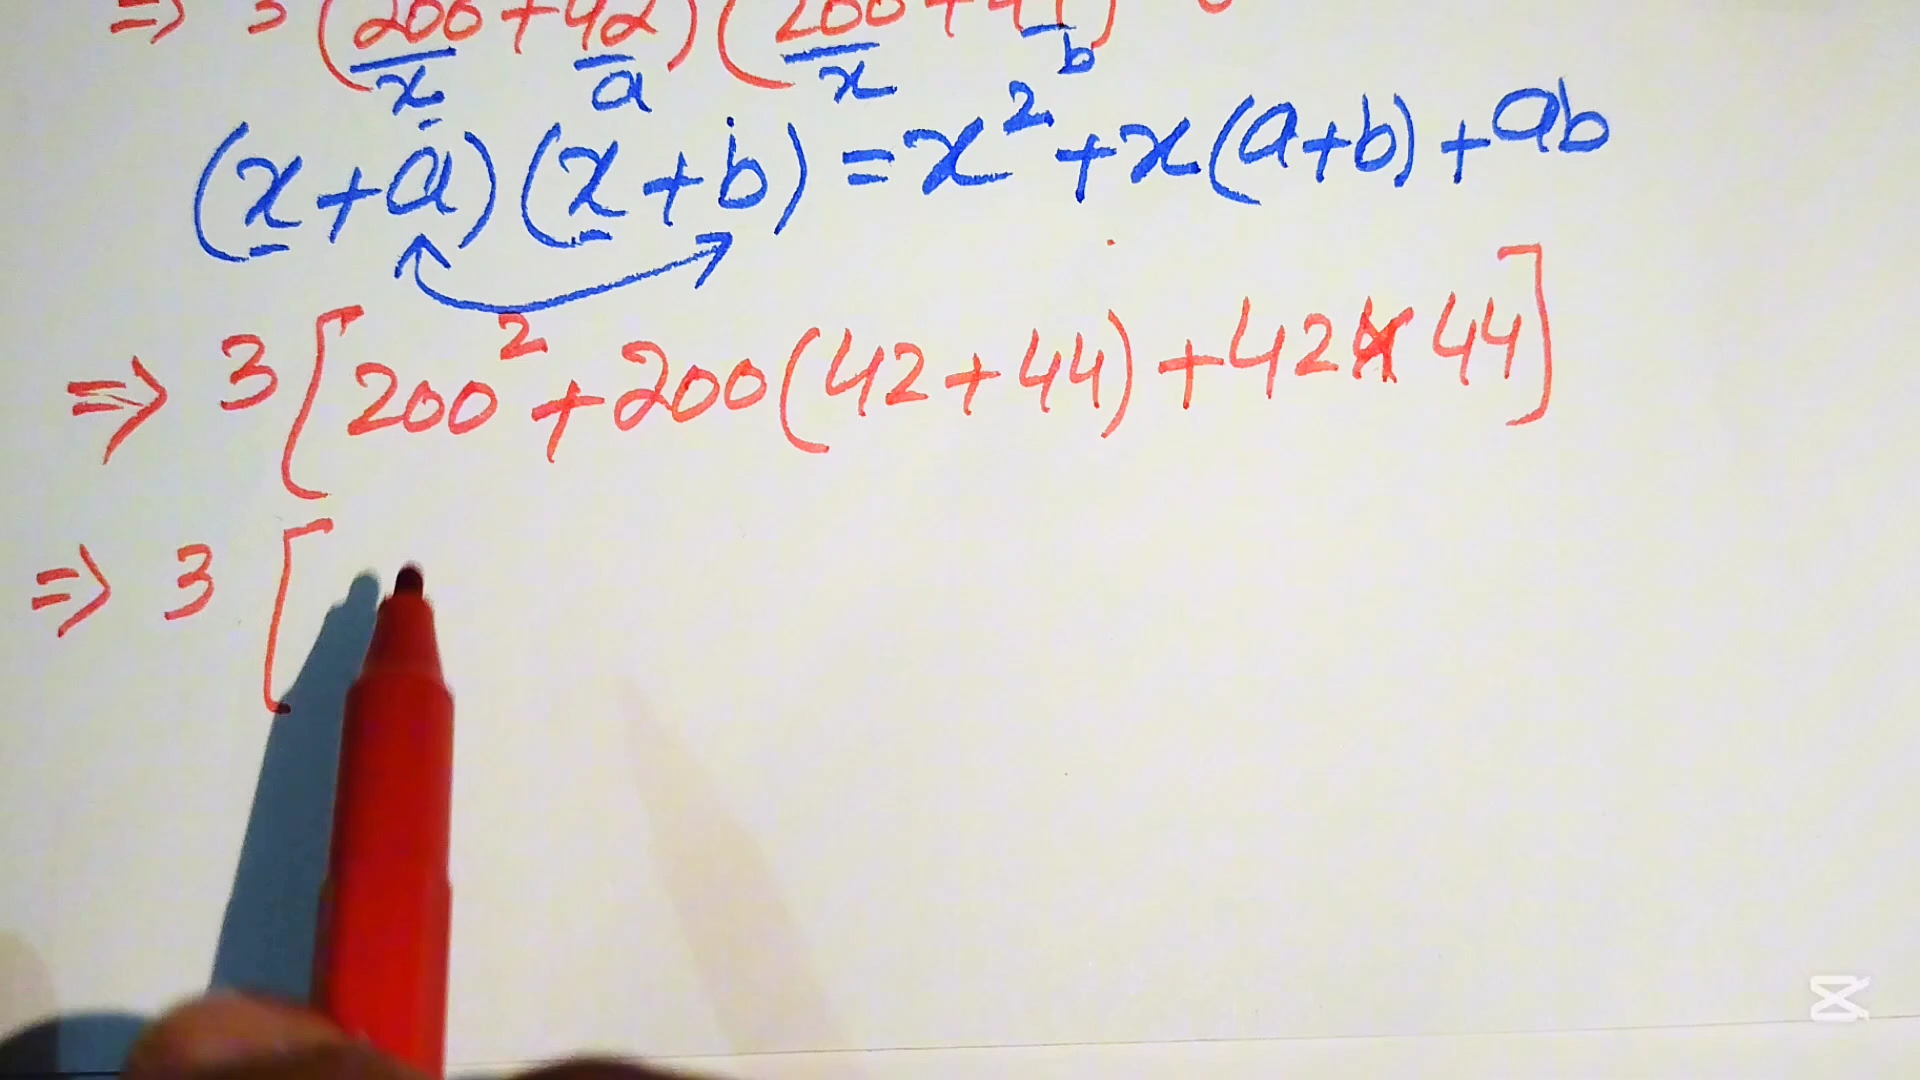 => 3 (200 + 42) (200 + 44)
x a x b
(x + a) (x + b) = x² + x(a+b) + ab
=> 3 [200² + 200(42 + 44) + 42 x 44]
=> 3 [